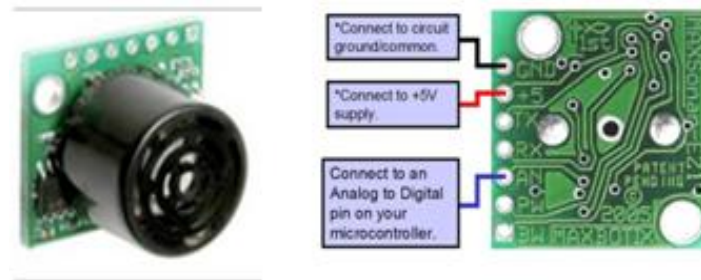 *Connect to circuit
ground/common.
*Connect to +5V
supply.
Connect to an
Analog to Digital
pin on your
microcontroller.
GND
+5
TX
RX
AN
PW
BW MAXBOTIX
PATENT
PENDING
©
2005